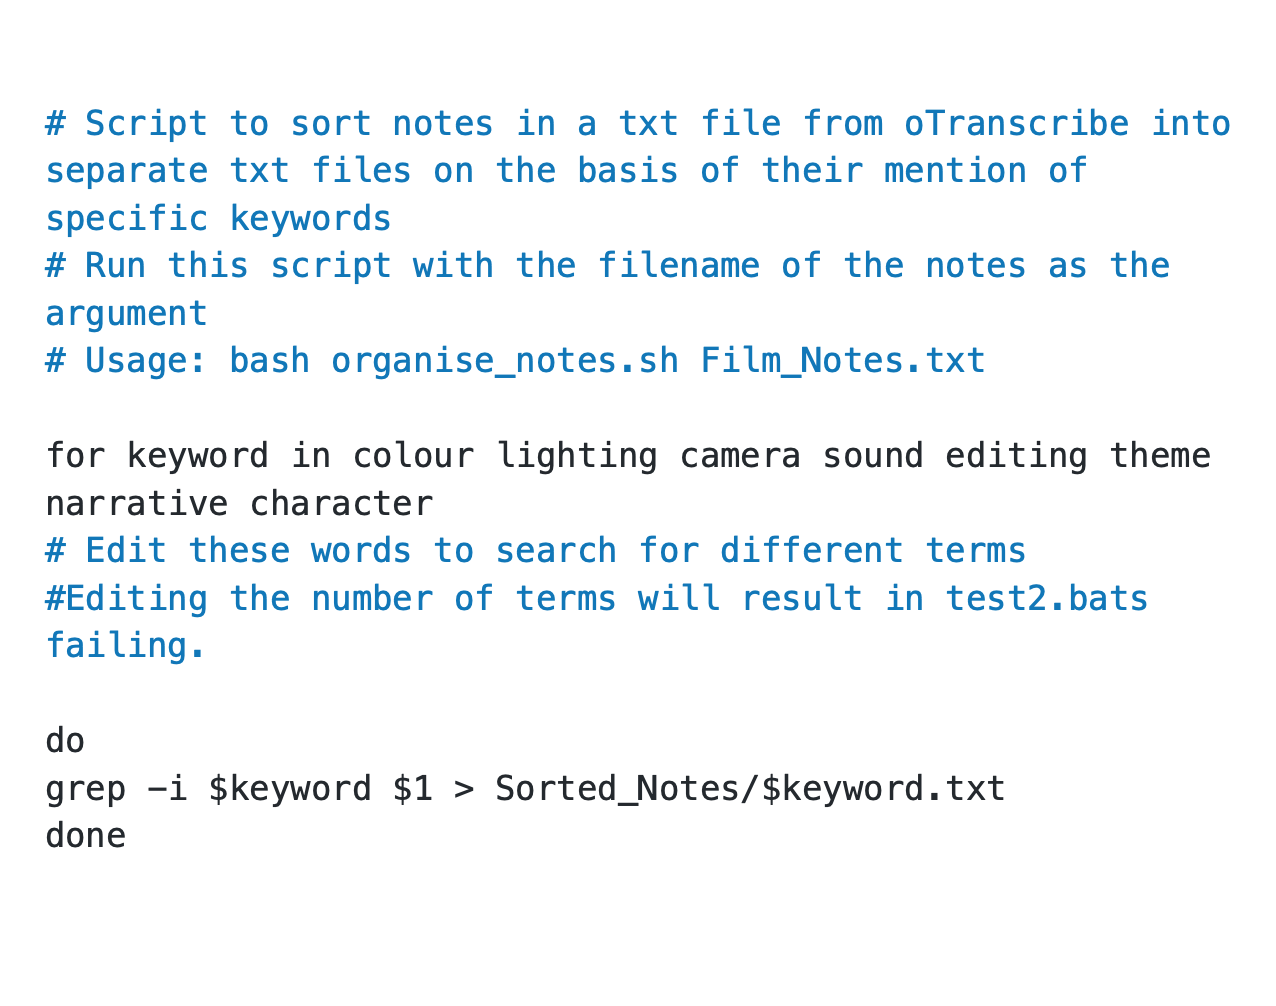 # Script to sort notes in a txt file from oTranscribe into
separate txt files on the basis of their mention of
specific keywords
# Run this script with the filename of the notes as the
argument
# Usage: bash organise_notes.sh Film_Notes.txt

for keyword in colour lighting camera sound editing theme
narrative character
# Edit these words to search for different terms
#Editing the number of terms will result in test2.bats
failing.

do
grep -i $keyword $1 > Sorted_Notes/$keyword.txt
done